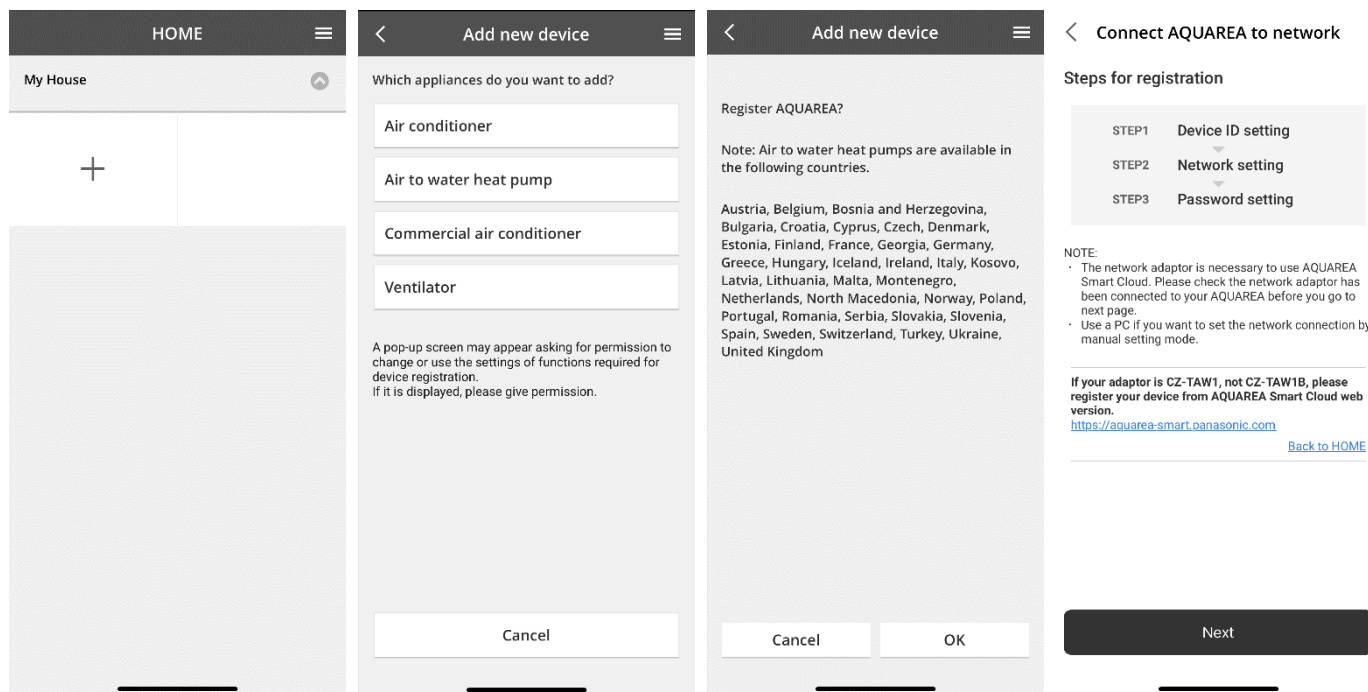 HOME
My House
Add new device
Which appliances do you want to add?
Air conditioner
Air to water heat pump
Commercial air conditioner
Ventilator
A pop-up screen may appear asking for permission to
change or use the settings of functions required for
device registration.
If it is displayed, please give permission.
Cancel
Add new device
Register AQUAREA?
Note: Air to water heat pumps are available in
the following countries.
Austria, Belgium, Bosnia and Herzegovina,
Bulgaria, Croatia, Cyprus, Czech, Denmark,
Estonia, Finland, France, Georgia, Germany,
Greece, Hungary, Iceland, Ireland, Italy, Kosovo,
Latvia, Lithuania, Malta, Montenegro,
Netherlands, North Macedonia, Norway, Poland,
Portugal, Romania, Serbia, Slovakia, Slovenia,
Spain, Sweden, Switzerland, Turkey, Ukraine,
United Kingdom
Cancel
OK
Connect AQUAREA to network
Steps for registration
STEP1 Device ID setting
STEP2 Network setting
STEP3 Password setting
NOTE:
· The network adaptor is necessary to use AQUAREA
Smart Cloud. Please check the network adaptor has
been connected to your AQUAREA before you go to
next page.
· Use a PC if you want to set the network connection by
manual setting mode.
If your adaptor is CZ-TAW1, not CZ-TAW1B, please
register your device from AQUAREA Smart Cloud web
version.
https://aquarea-smart.panasonic.com
Back to HOME
Next